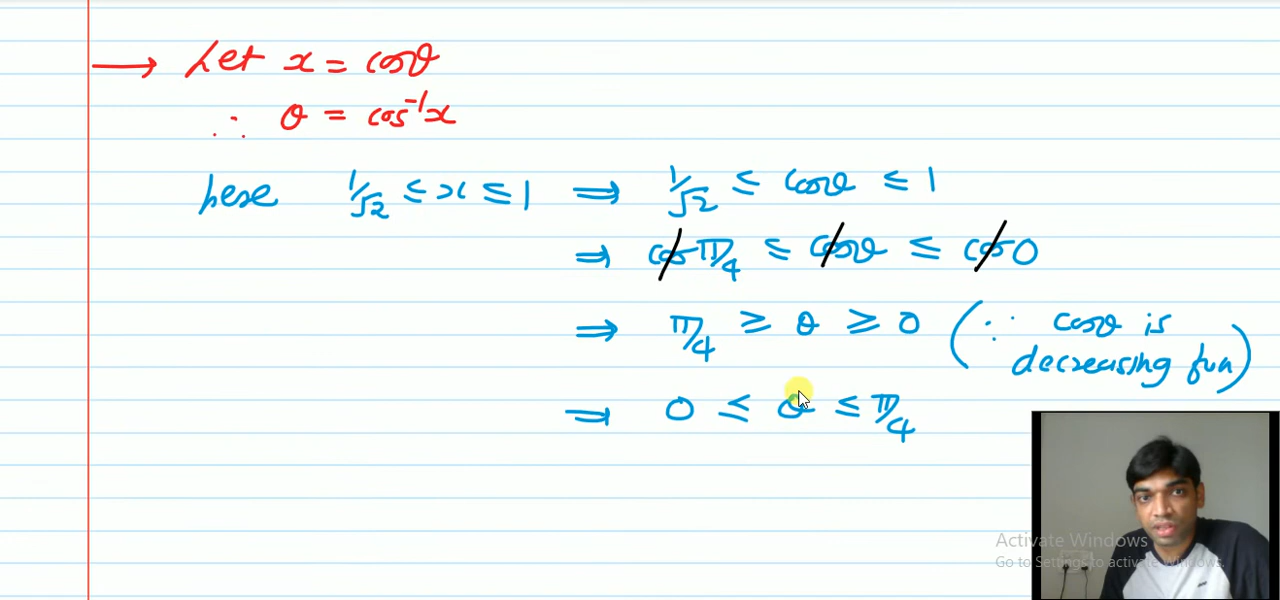 → Let x = cosθ
∴ θ = cos⁻¹x
here 1/√2 ≤ x ≤ 1 ⇒ 1/√2 ≤ cosθ ≤ 1
⇒ cos π/4 ≤ cosθ ≤ cos 0
⇒ π/4 ≥ θ ≥ 0 (∵ cosθ is
decreasing fun)
⇒ 0 ≤ θ ≤ π/4
Activate Windows
Go to Settings to activate Windows.